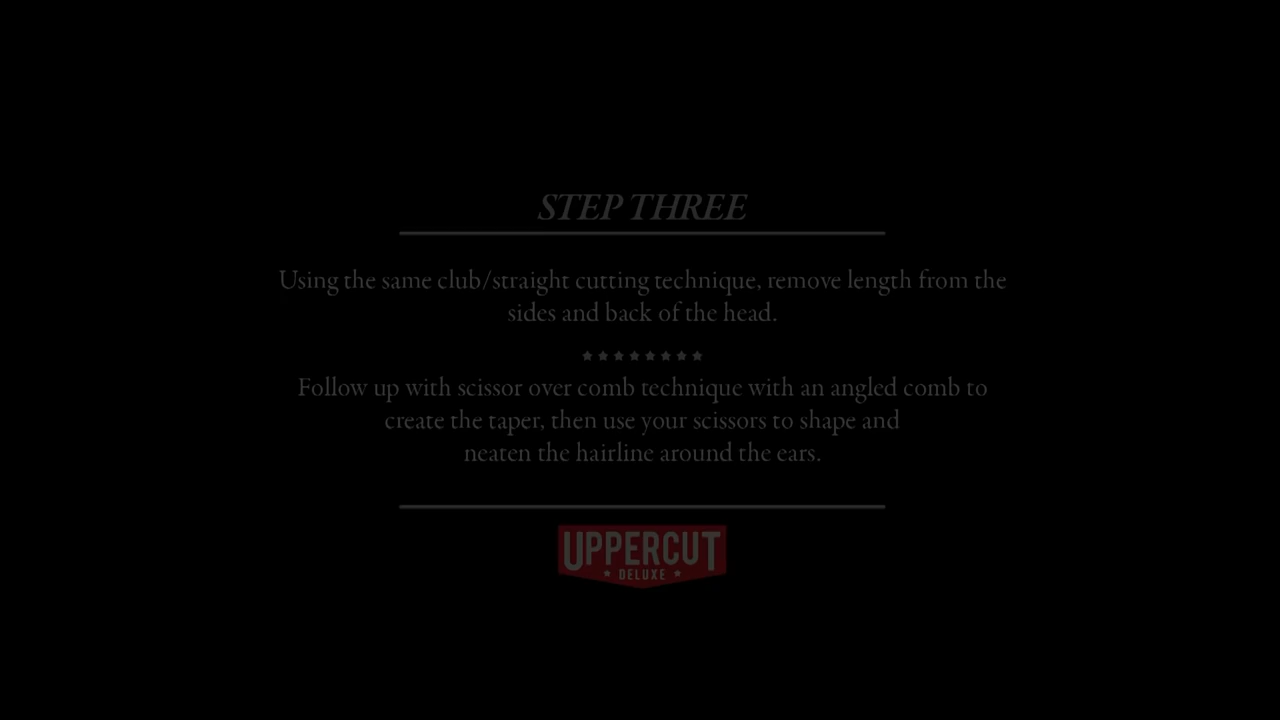 STEP THREE
Using the same club/straight cutting technique, remove length from the
sides and back of the head.
Follow up with scissor over comb technique with an angled comb to
create the taper, then use your scissors to shape and
neaten the hairline around the ears.
UPPERCUT
DELUXE